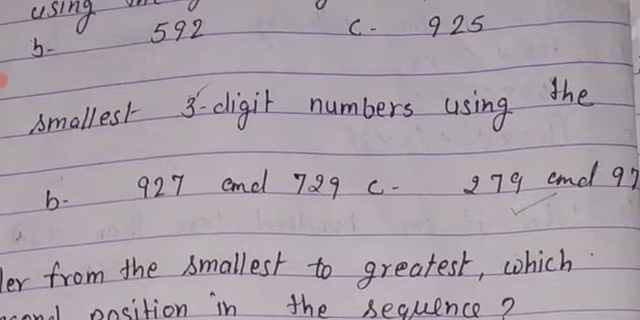 using
b- 592 c- 925
smallest 3-digit numbers using the
b- 927 and 729 c- 279 and 97
from the smallest to greatest, which
position in the sequence?